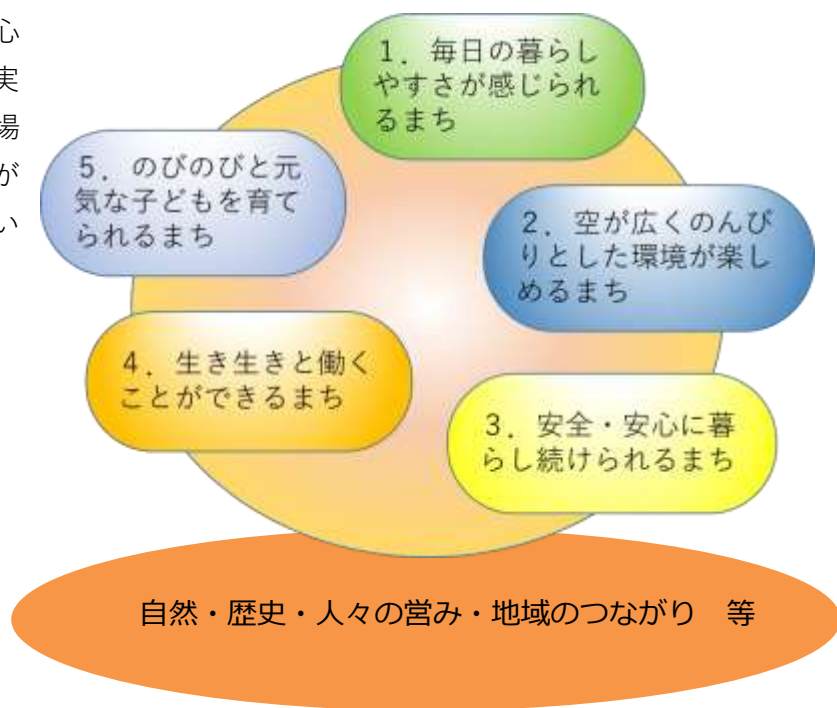 心
実
場
が
い
１．毎日の暮らし
やすさが感じられ
るまち
５．のびのびと元
気な子どもを育て
られるまち
２．空が広くのんび
りとした環境が楽し
めるまち
４．生き生きと働く
ことができるまち
３．安全・安心に暮
らし続けられるまち
自然・歴史・人々の営み・地域のつながり　等